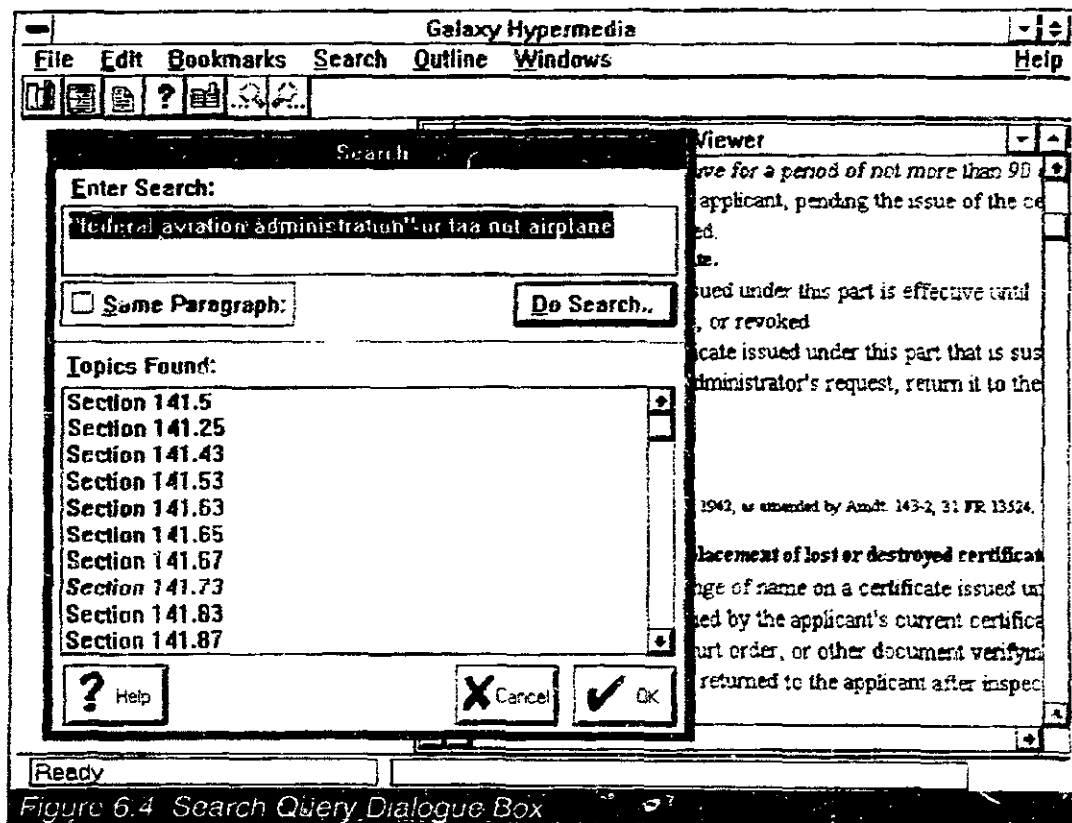 Galaxy Hypermedia
File Edit Bookmarks Search Outline Windows Help
?
Search
Enter Search:
"federal aviation administration" or faa not airplane
Same Paragraph:
Do Search..
Topics Found:
Section 141.5
Section 141.25
Section 141.43
Section 141.53
Section 141.63
Section 141.65
Section 141.67
Section 141.73
Section 141.83
Section 141.87
? Help
Cancel
OK
Viewer
for a period of not more than 90
applicant, pending the issue of the ce
ed.
te.
sued under this part is effective until
, or revoked
icate issued under this part that is sus
dministrator's request, return it to the
1962, as amended by Amdt. 143-2, 31 FR 13524,
placement of lost or destroyed certificat
nge of name on a certificate issued un
ied by the applicant's current certifica
urt order, or other document verifyin
returned to the applicant after inspec
Ready
Figure 6.4 Search Query Dialogue Box